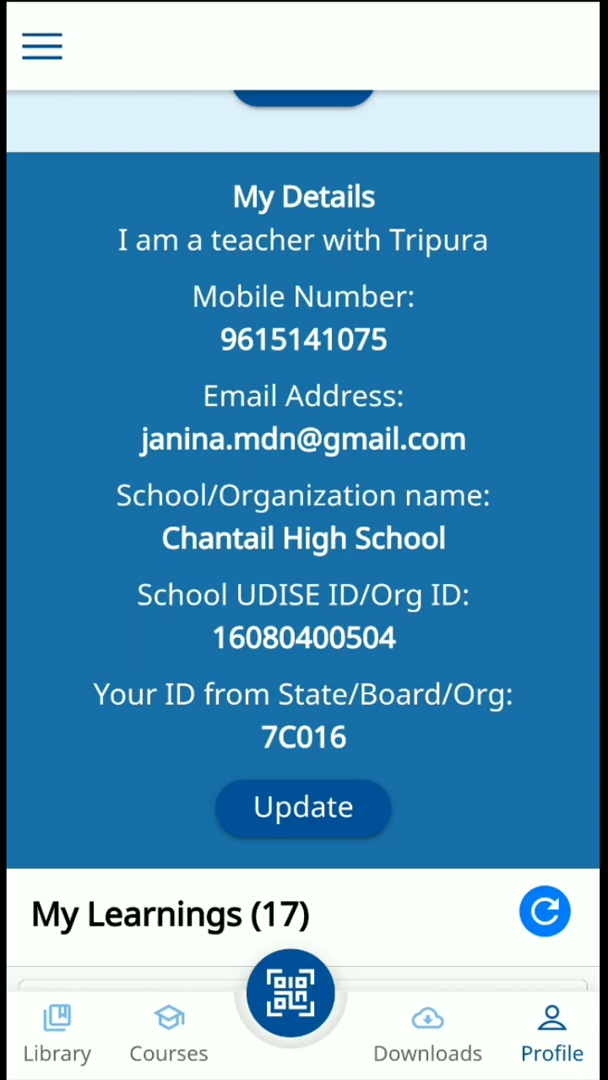 My Details
I am a teacher with Tripura
Mobile Number:
9615141075
Email Address:
janina.mdn@gmail.com
School/Organization name:
Chantail High School
School UDISE ID/Org ID:
16080400504
Your ID from State/Board/Org:
7C016
Update
My Learnings (17)
Library
Courses
Downloads
Profile